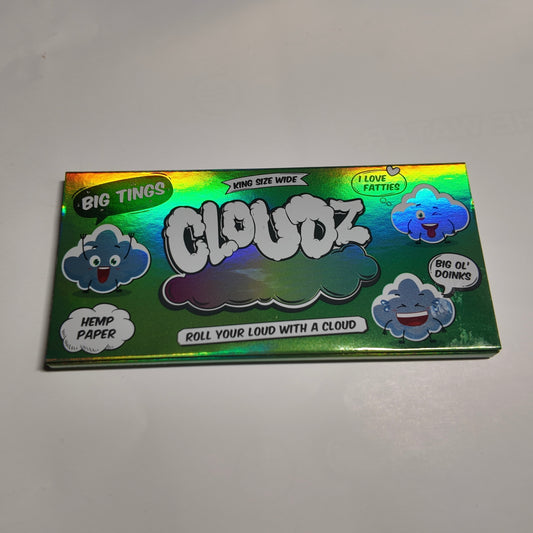 BIG TINGS
KING SIZE WIDE
I LOVE
FATTIES
CLOUDZ
BIG OL'
DOINKS
HEMP
PAPER
ROLL YOUR LOUD WITH A CLOUD